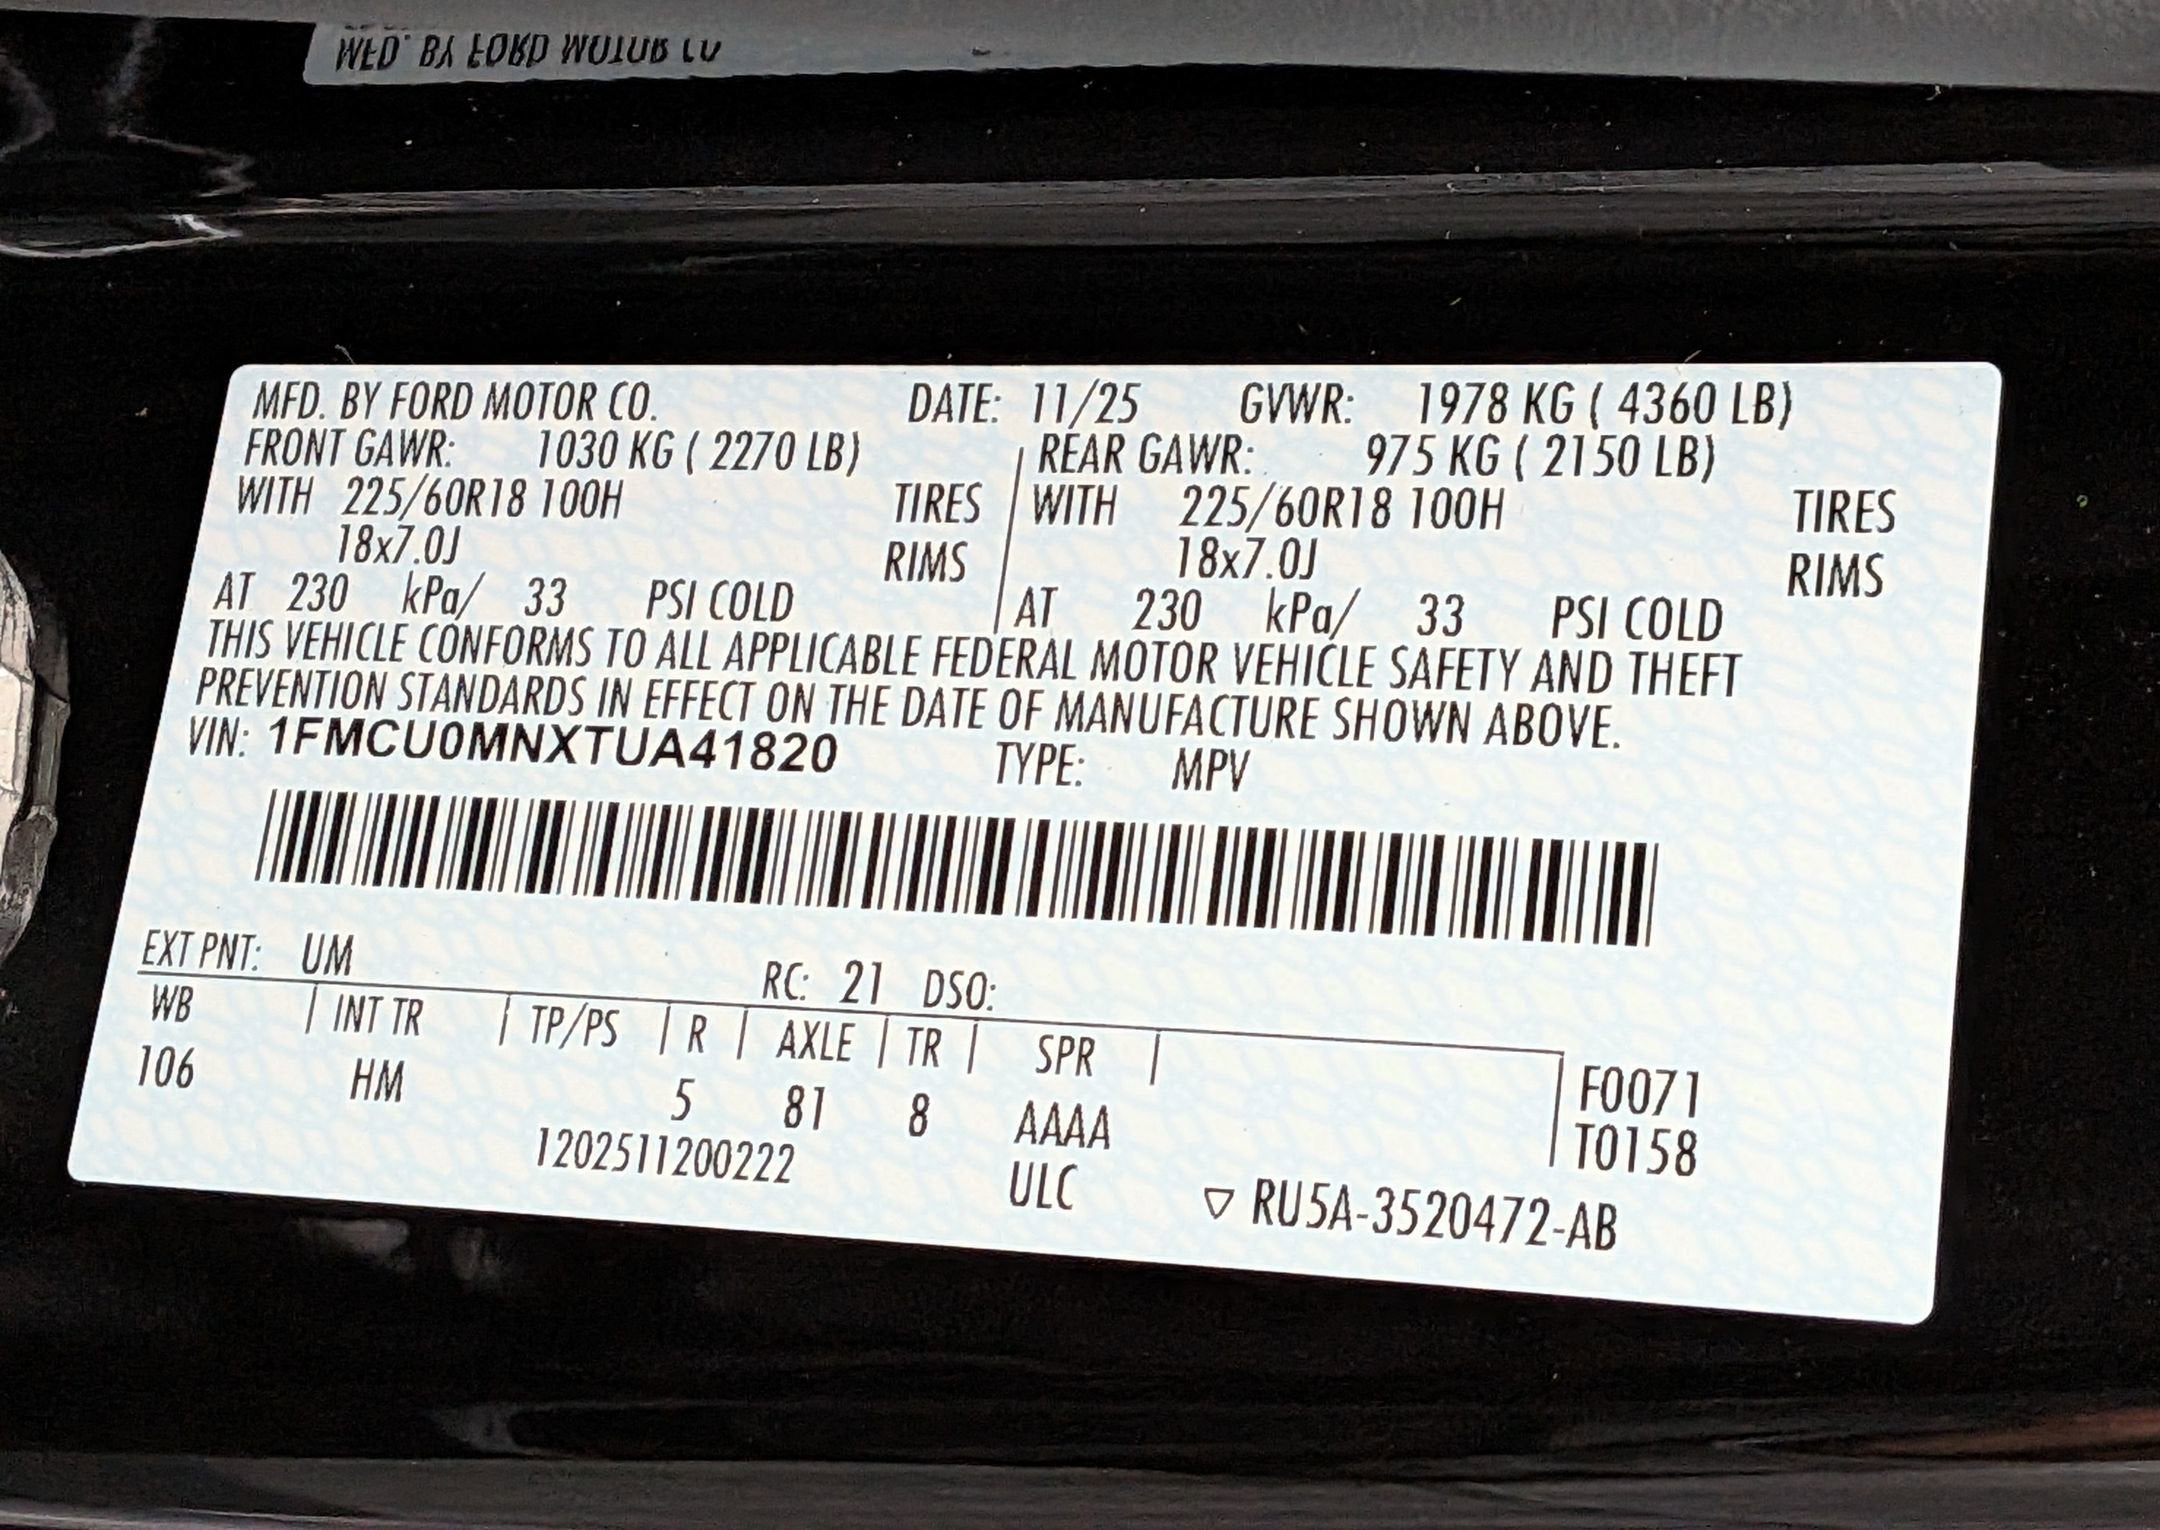 MFD. BY FORD MOTOR CO.
MFD. BY FORD MOTOR CO. DATE: 11/25 GVWR: 1978 KG ( 4360 LB)
FRONT GAWR: 1030 KG ( 2270 LB) REAR GAWR: 975 KG ( 2150 LB)
WITH 225/60R18 100H TIRES WITH 225/60R18 100H TIRES
18x7.0J RIMS 18x7.0J RIMS
AT 230 kPa/ 33 PSI COLD AT 230 kPa/ 33 PSI COLD
THIS VEHICLE CONFORMS TO ALL APPLICABLE FEDERAL MOTOR VEHICLE SAFETY AND THEFT
PREVENTION STANDARDS IN EFFECT ON THE DATE OF MANUFACTURE SHOWN ABOVE.
VIN: 1FMCU0MNXTUA41820 TYPE: MPV
EXT PNT: UM RC: 21 DSO:
WB INT TR TP/PS R AXLE TR SPR
106 HM 5 81 8 AAAA F0071
T0158
1202511200222 ULC ▽ RU5A-3520472-AB